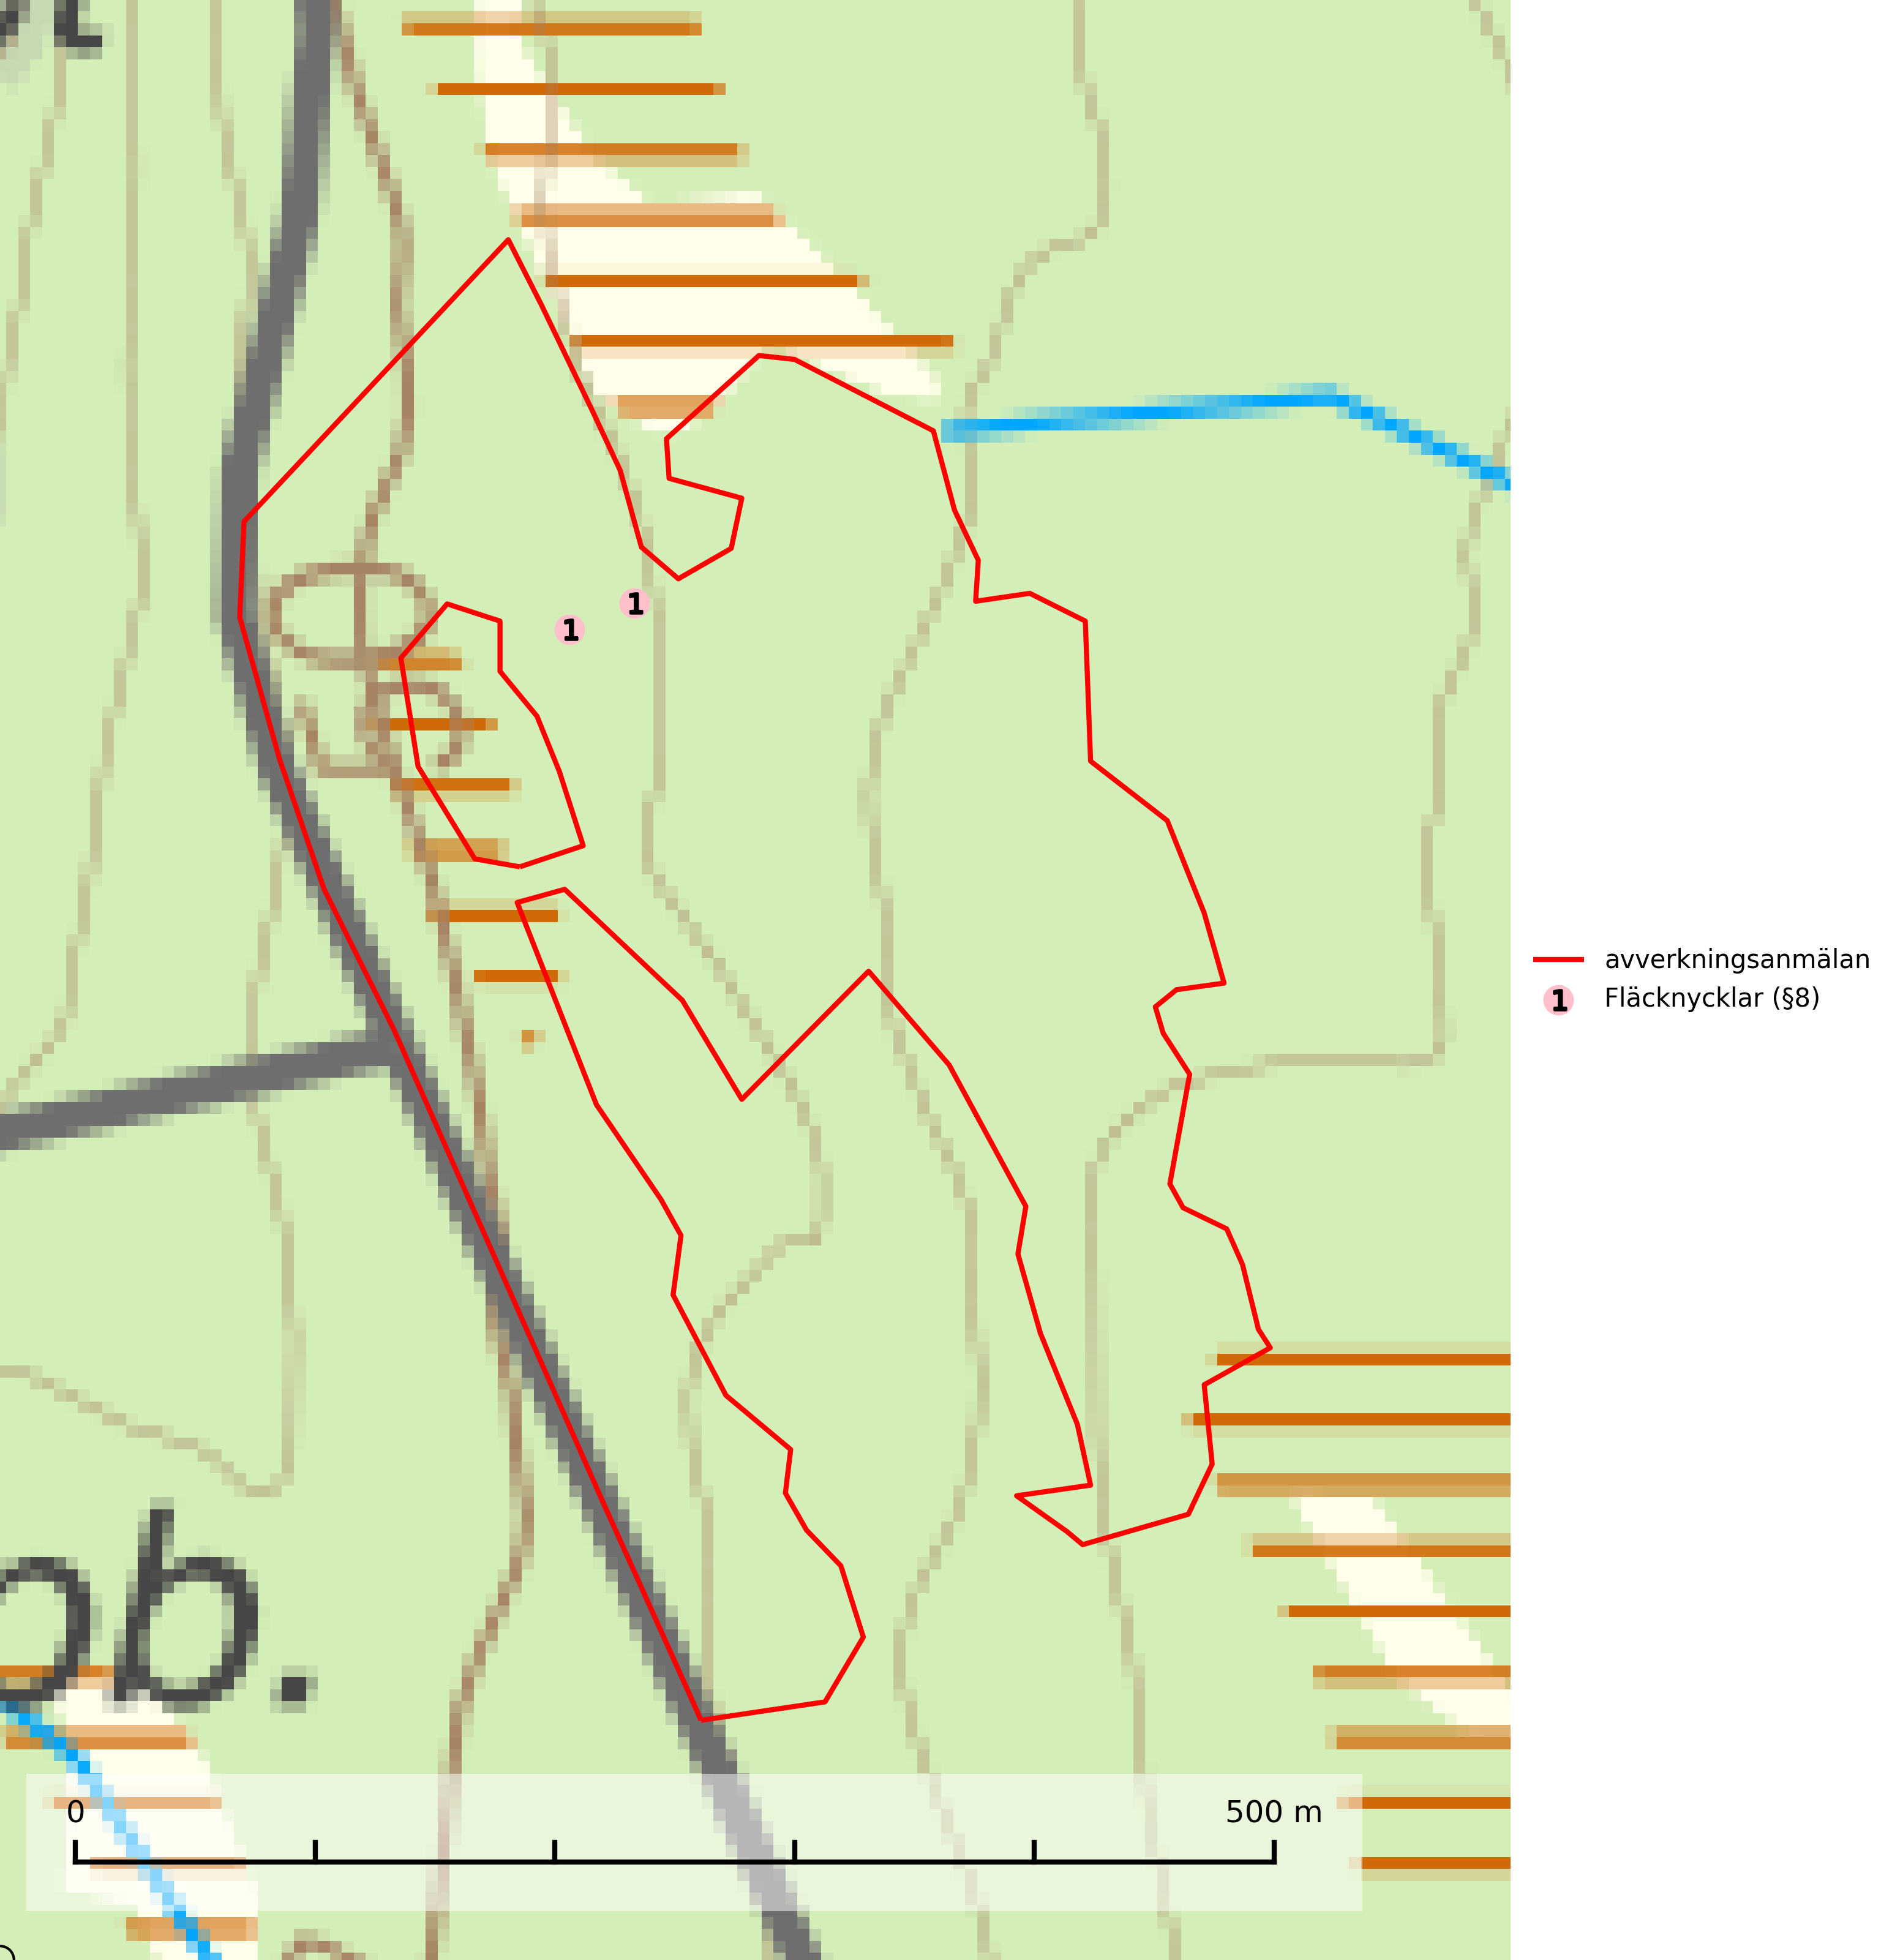 1
1
avverkningsanmälan
1 Fläcknycklar (§8)
b.
0 500 m